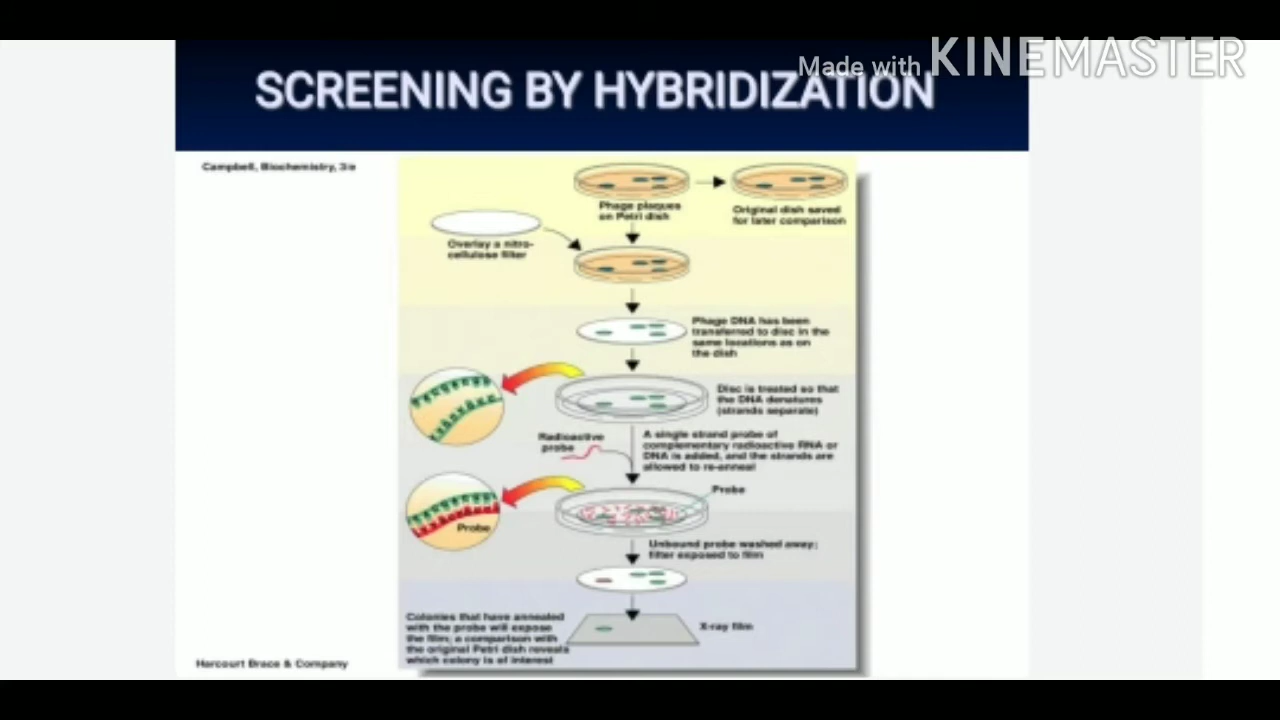 Made with KINEMASTER
SCREENING BY HYBRIDIZATION
Campbell, Biochemistry, 3/e
Phage plaques
on Petri dish
Original dish saved
for later comparison
Overlay a nitro-
cellulose filter
Phage DNA has been
transferred to disc in the
same locations as on
the dish
Disc is treated so that
the DNA denatures
(strands separate)
Radioactive
probe
A single strand probe of
complementary radioactive RNA or
DNA is added, and the strands are
allowed to re-anneal
Probe
Probe
Unbound probe washed away;
filter exposed to film
Colonies that have annealed
with the probe will expose
the film; a comparison with
the original Petri dish reveals
which colony is of interest
X-ray film
Harcourt Brace & Company